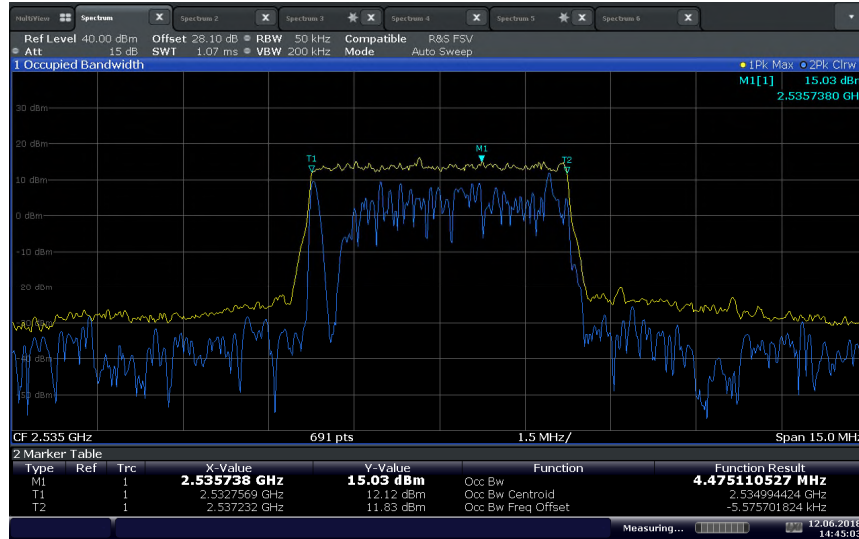 MultiView Spectrum X Spectrum 2 X Spectrum 3 X Spectrum 4 X Spectrum 5 X Spectrum 6 X
Ref Level 40.00 dBm Offset 28.10 dB RBW 50 kHz Compatible R&S FSV
Att 15 dB SWT 1.07 ms VBW 200 kHz Mode Auto Sweep
1 Occupied Bandwidth 1Pk Max 2Pk Clrw
M1[1] 15.03 dBm
2.5357380 GH
30 dBm
20 dBm
M1
T1
T2
10 dBm
0 dBm
-10 dBm
20 dBm
CF 2.535 GHz 691 pts 1.5 MHz/ Span 15.0 MHz
2 Marker Table
Type Ref Trc X-Value Y-Value Function Function Result
M1 1 2.535738 GHz 15.03 dBm Occ Bw 4.475110527 MHz
T1 1 2.5327569 GHz 12.12 dBm Occ Bw Centroid 2.534994424 GHz
T2 1 2.537232 GHz 11.83 dBm Occ Bw Freq Offset -5.575701824 kHz
Measuring... 12.06.2018
14:45:03